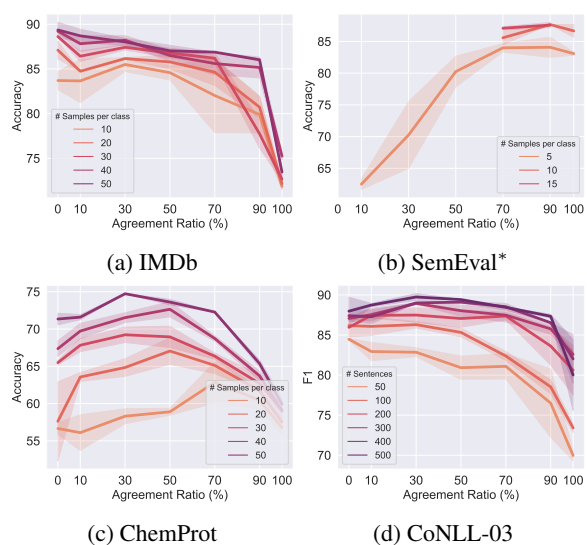 90
85
80
75
Accuracy
# Samples per class
10
20
30
40
50
0 10 30 50 70 90 100
Agreement Ratio (%)
(a) IMDb
85
80
75
70
65
Accuracy
# Samples per class
5
10
15
0 10 30 50 70 90 100
Agreement Ratio (%)
(b) SemEval*
75
70
65
60
55
Accuracy
# Samples per class
10
20
30
40
50
0 10 30 50 70 90 100
Agreement Ratio (%)
(c) ChemProt
90
85
80
75
70
F1
# Sentences
50
100
200
300
400
500
0 10 30 50 70 90 100
Agreement Ratio (%)
(d) CoNLL-03